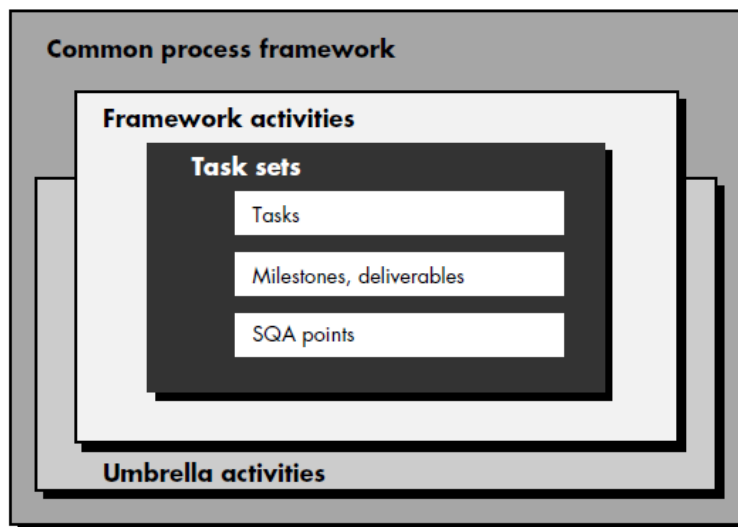 Common process framework
Framework activities
Task sets
Tasks
Milestones, deliverables
SQA points
Umbrella activities